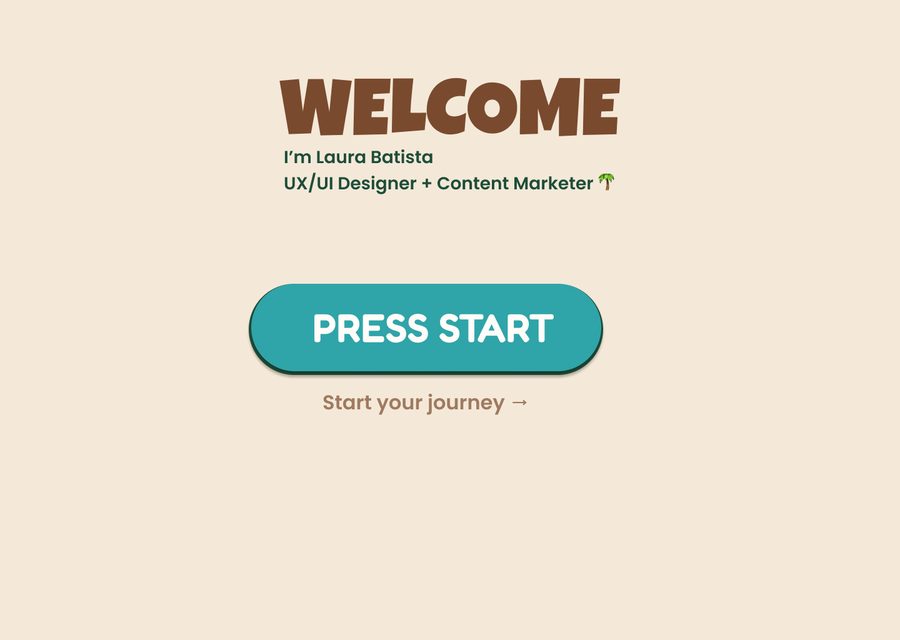 WELCOME
I’m Laura Batista
UX/UI Designer + Content Marketer 🌴
PRESS START
Start your journey →